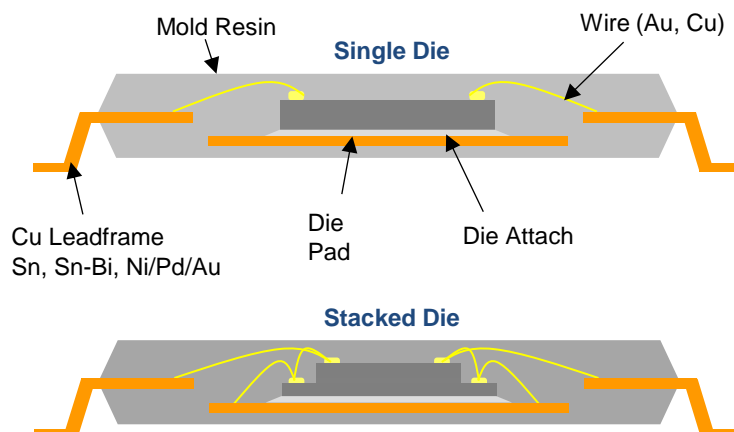 Mold Resin
Wire (Au, Cu)
Single Die
Die
Pad
Die Attach
Cu Leadframe
Sn, Sn-Bi, Ni/Pd/Au
Stacked Die